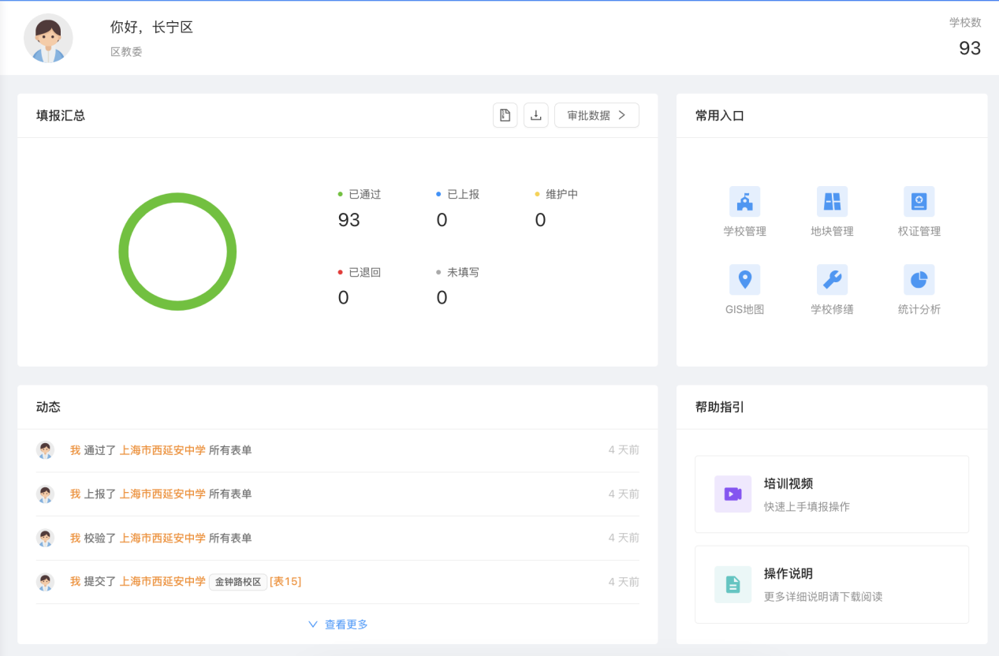 你好，长宁区
区教委
学校数
93
填报汇总
审批数据
已通过
93
已上报
0
维护中
0
已退回
0
未填写
0
常用入口
学校管理
地块管理
权证管理
GIS地图
学校修缮
统计分析
动态
我 通过了 上海市西延安中学 所有表单 4 天前
我 上报了 上海市西延安中学 所有表单 4 天前
我 校验了 上海市西延安中学 所有表单 4 天前
我 提交了 上海市西延安中学 金钟路校区 [表15] 4 天前
查看更多
帮助指引
培训视频
快速上手填报操作
操作说明
更多详细说明请下载阅读